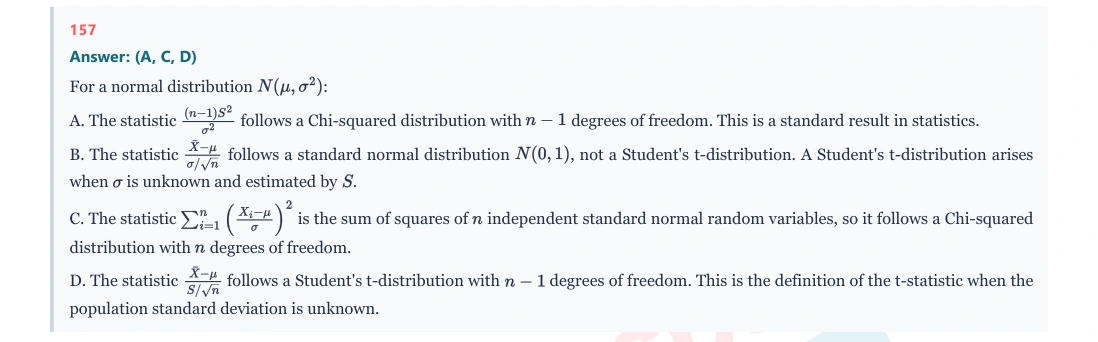 157
Answer: (A, C, D)
For a normal distribution N(μ, σ²):
A. The statistic (n−1)S²/σ² follows a Chi-squared distribution with n − 1 degrees of freedom. This is a standard result in statistics.
B. The statistic (X̄−μ)/(σ/√n) follows a standard normal distribution N(0, 1), not a Student's t-distribution. A Student's t-distribution arises
when σ is unknown and estimated by S.
C. The statistic ∑ⁿᵢ₌₁ ((Xᵢ−μ)/σ)² is the sum of squares of n independent standard normal random variables, so it follows a Chi-squared
distribution with n degrees of freedom.
D. The statistic (X̄−μ)/(S/√n) follows a Student's t-distribution with n − 1 degrees of freedom. This is the definition of the t-statistic when the
population standard deviation is unknown.